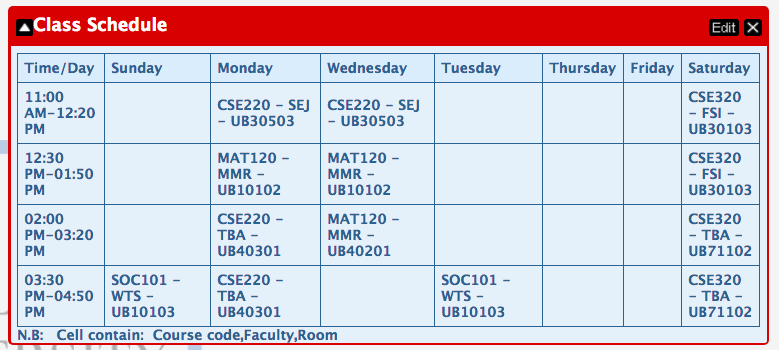 Class Schedule Edit
Time/Day Sunday Monday Wednesday Tuesday Thursday Friday Saturday
11:00
AM-12:20
PM
CSE220 - SEJ
- UB30503
CSE220 - SEJ
- UB30503
CSE320
- FSI -
UB30103
12:30
PM-01:50
PM
MAT120 -
MMR -
UB10102
MAT120 -
MMR -
UB10102
CSE320
- FSI -
UB30103
02:00
PM-03:20
PM
CSE220 -
TBA -
UB40301
MAT120 -
MMR -
UB40201
CSE320
- TBA -
UB71102
03:30
PM-04:50
PM
SOC101 -
WTS -
UB10103
CSE220 -
TBA -
UB40301
SOC101 -
WTS -
UB10103
CSE320
- TBA -
UB71102
N.B: Cell contain: Course code,Faculty,Room